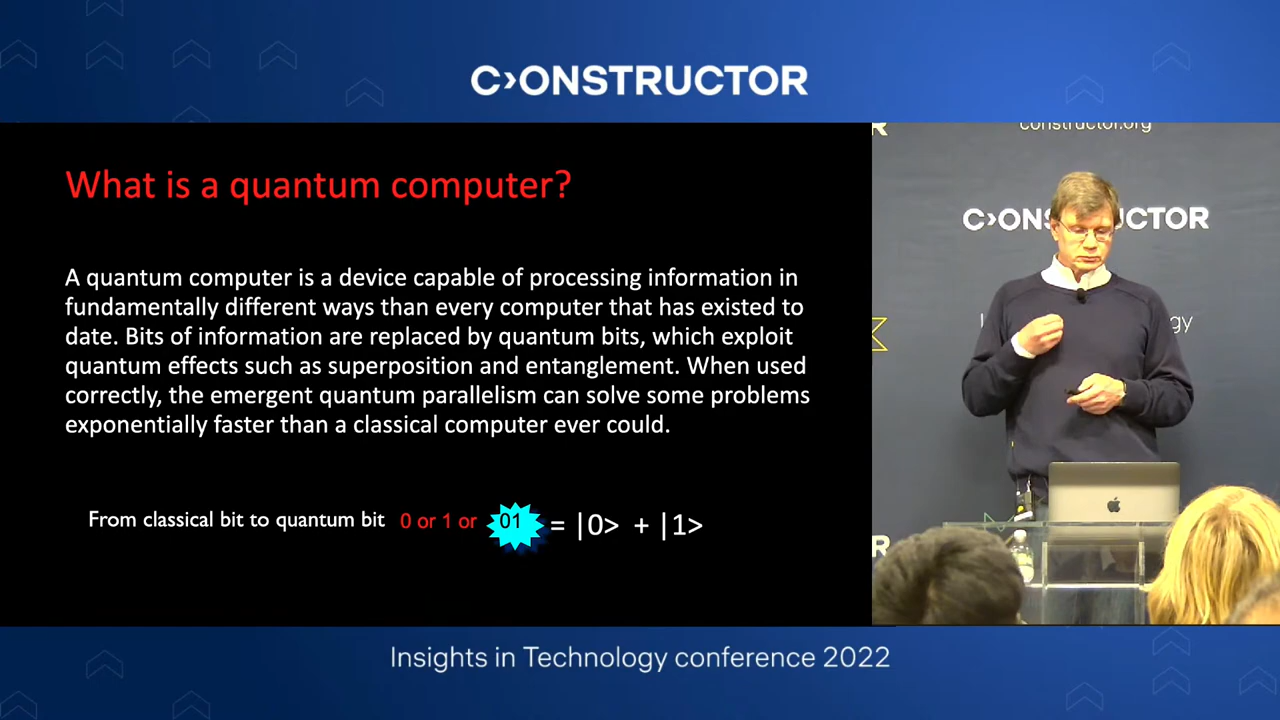 C›ONSTRUCTOR
What is a quantum computer?
A quantum computer is a device capable of processing information in
fundamentally different ways than every computer that has existed to
date. Bits of information are replaced by quantum bits, which exploit
quantum effects such as superposition and entanglement. When used
correctly, the emergent quantum parallelism can solve some problems
exponentially faster than a classical computer ever could.
From classical bit to quantum bit 0 or 1 or 01 = |0> + |1>
constructor.org
C›ON UCTOR
Insights in Technology conference 2022